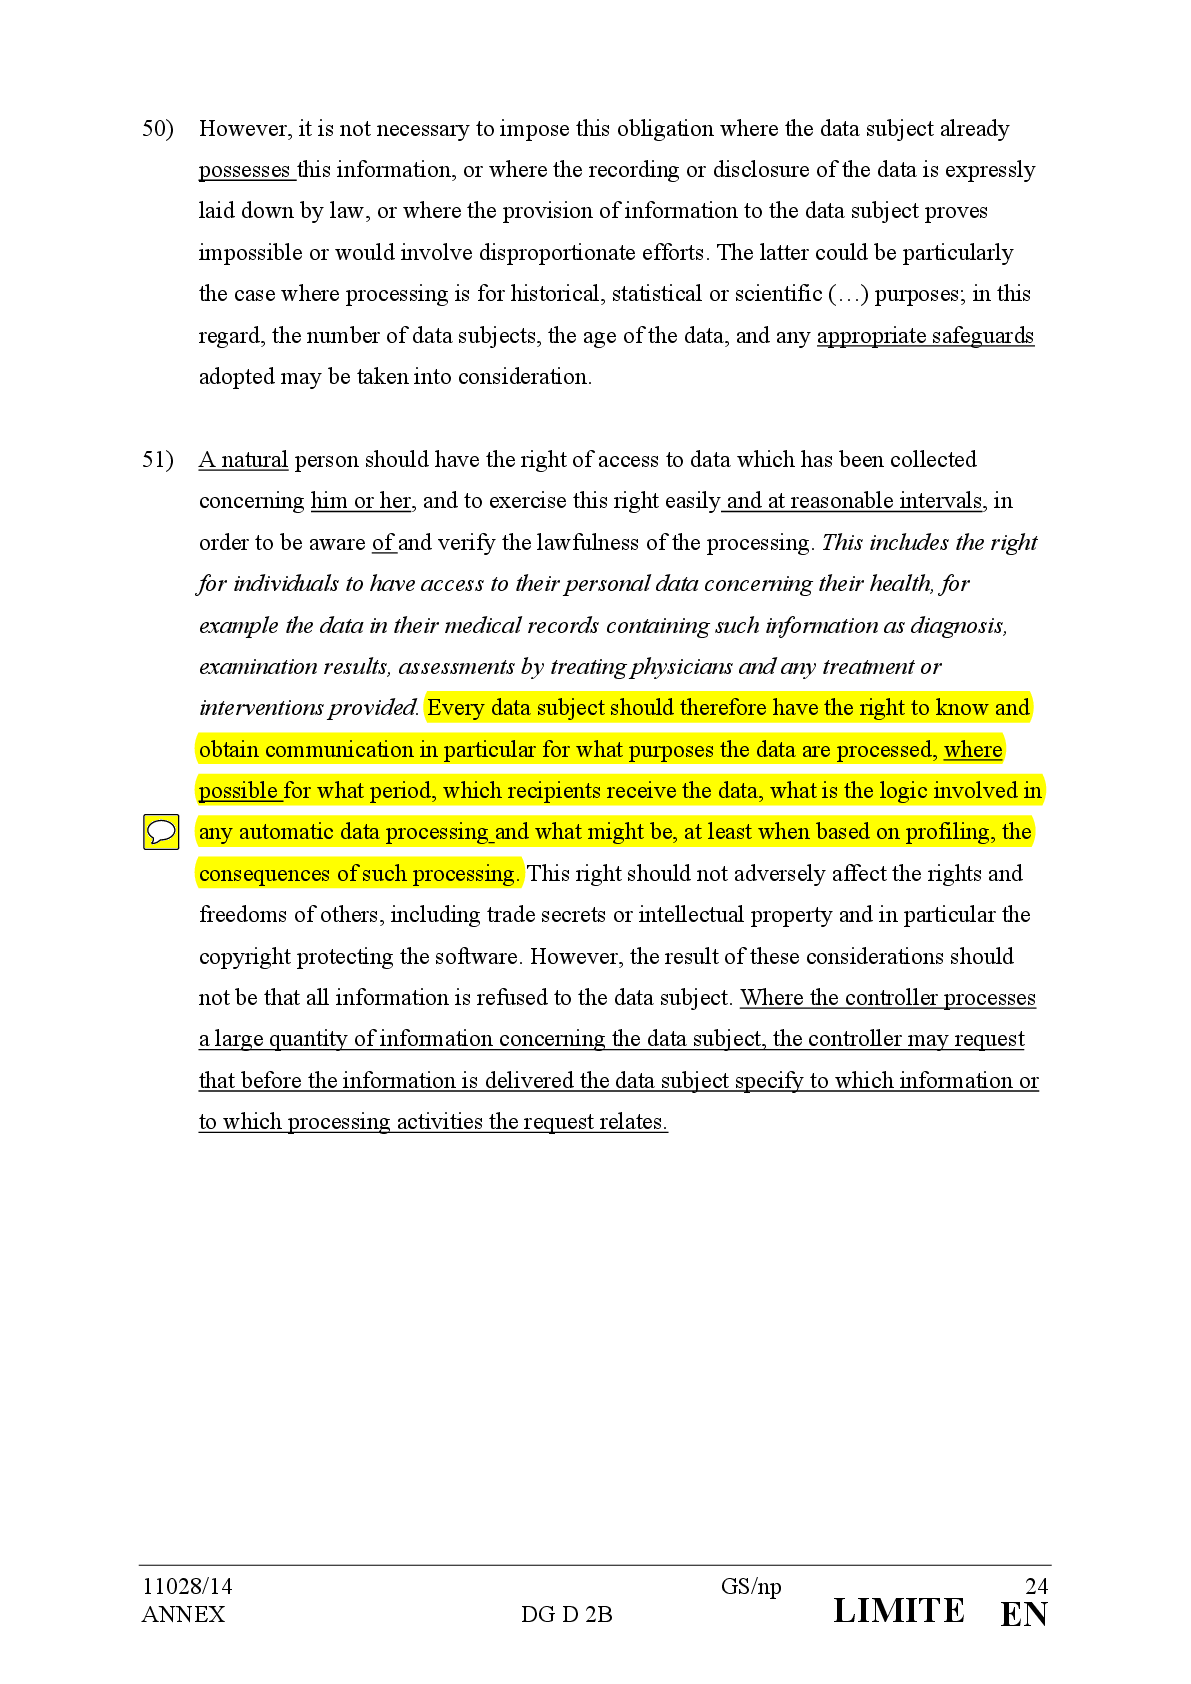 50) However, it is not necessary to impose this obligation where the data subject already
possesses this information, or where the recording or disclosure of the data is expressly
laid down by law, or where the provision of information to the data subject proves
impossible or would involve disproportionate efforts. The latter could be particularly
the case where processing is for historical, statistical or scientific (…) purposes; in this
regard, the number of data subjects, the age of the data, and any appropriate safeguards
adopted may be taken into consideration.
51) A natural person should have the right of access to data which has been collected
concerning him or her, and to exercise this right easily and at reasonable intervals, in
order to be aware of and verify the lawfulness of the processing. This includes the right
for individuals to have access to their personal data concerning their health, for
example the data in their medical records containing such information as diagnosis,
examination results, assessments by treating physicians and any treatment or
interventions provided. Every data subject should therefore have the right to know and
obtain communication in particular for what purposes the data are processed, where
possible for what period, which recipients receive the data, what is the logic involved in
any automatic data processing and what might be, at least when based on profiling, the
consequences of such processing. This right should not adversely affect the rights and
freedoms of others, including trade secrets or intellectual property and in particular the
copyright protecting the software. However, the result of these considerations should
not be that all information is refused to the data subject. Where the controller processes
a large quantity of information concerning the data subject, the controller may request
that before the information is delivered the data subject specify to which information or
to which processing activities the request relates.
11028/14 GS/np 24
ANNEX DG D 2B LIMITE EN